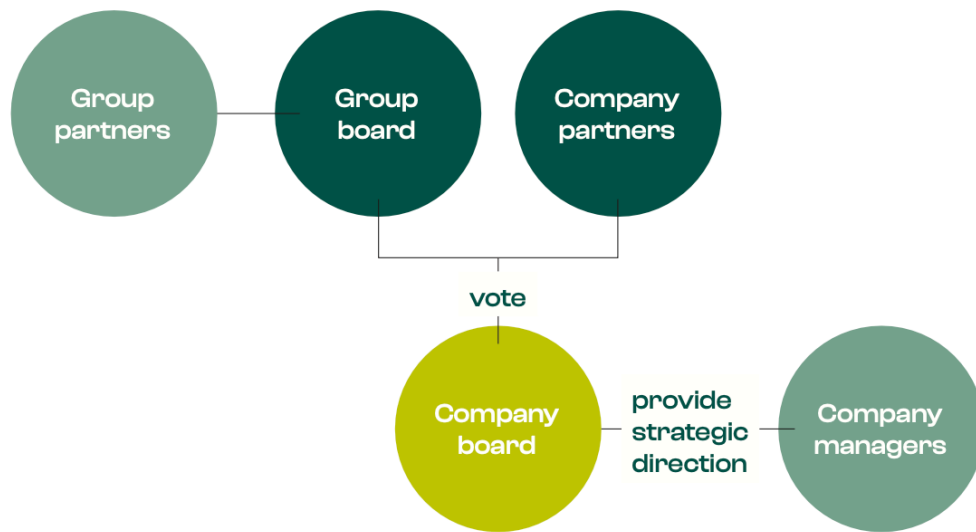 Group
partners
Group
board
Company
partners
vote
Company
board
provide
strategic
direction
Company
managers